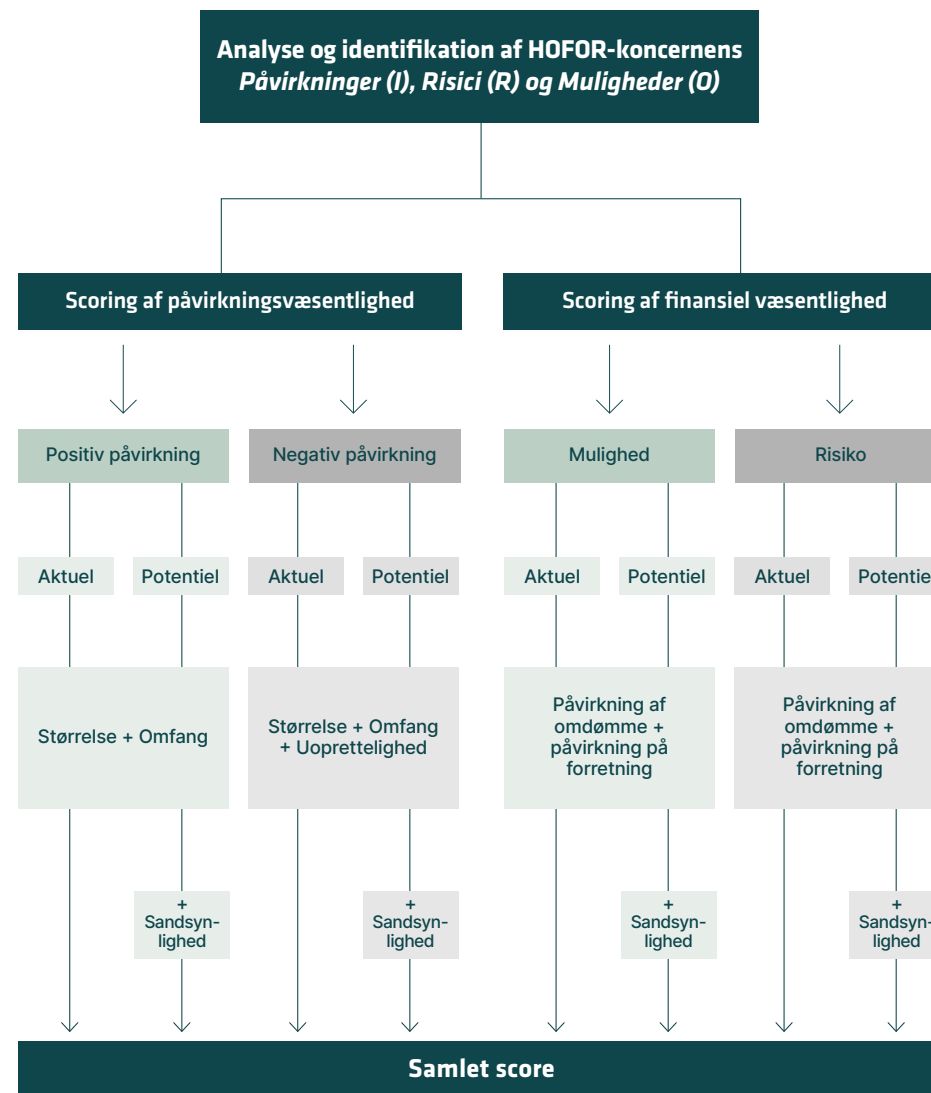 Analyse og identifikation af HOFOR-koncernens
Påvirkninger (I), Risici (R) og Muligheder (O)
Scoring af påvirkningsvæsentlighed
Scoring af finansiel væsentlighed
Positiv påvirkning
Negativ påvirkning
Mulighed
Risiko
Aktuel
Potentiel
Aktuel
Potentiel
Aktuel
Potentiel
Aktuel
Potentiel
Størrelse + Omfang
Størrelse + Omfang
+ Uoprettelighed
Påvirkning af
omdømme +
påvirkning på
forretning
Påvirkning af
omdømme +
påvirkning på
forretning
+
Sandsyn-
lighed
+
Sandsyn-
lighed
+
Sandsyn-
lighed
+
Sandsyn-
lighed
Samlet score